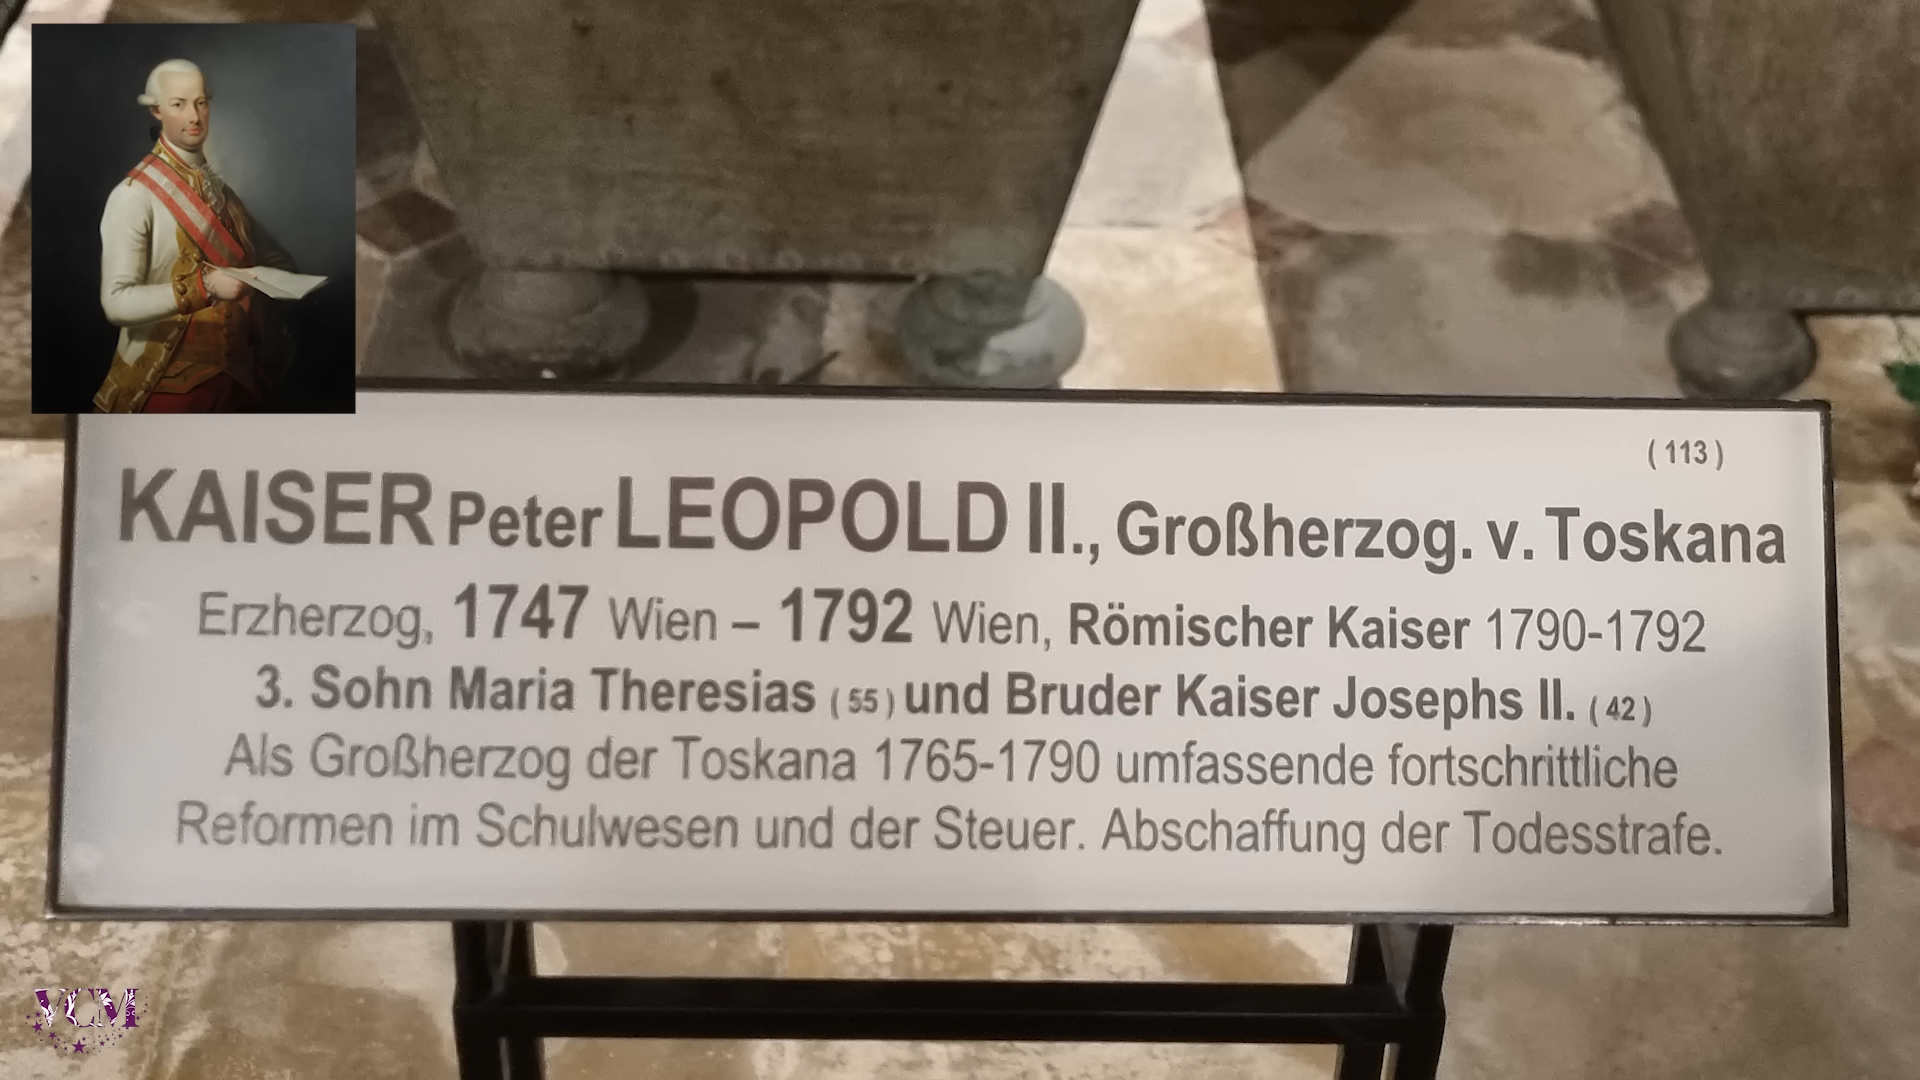 (113)
KAISER Peter LEOPOLD II., Großherzog. v. Toskana
Erzherzog, 1747 Wien – 1792 Wien, Römischer Kaiser 1790-1792
3. Sohn Maria Theresias (55) und Bruder Kaiser Josephs II. (42)
Als Großherzog der Toskana 1765-1790 umfassende fortschrittliche
Reformen im Schulwesen und der Steuer. Abschaffung der Todesstrafe.
VCM